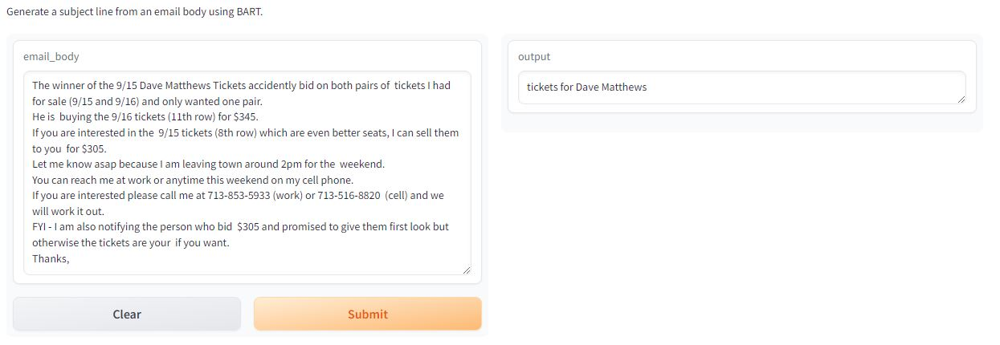 Generate a subject line from an email body using BART.
email_body
The winner of the 9/15 Dave Matthews Tickets accidently bid on both pairs of  tickets I had
for sale (9/15 and 9/16) and only wanted one pair.
He is  buying the 9/16 tickets (11th row) for $345.
If you are interested in the  9/15 tickets (8th row) which are even better seats, I can sell them
to you  for $305.
Let me know asap because I am leaving town around 2pm for the  weekend.
You can reach me at work or anytime this weekend on my cell phone.
If you are interested please call me at 713-853-5933 (work) or 713-516-8820  (cell) and we
will work it out.
FYI - I am also notifying the person who bid  $305 and promised to give them first look but
otherwise the tickets are your  if you want.
Thanks,
Clear
Submit
output
tickets for Dave Matthews